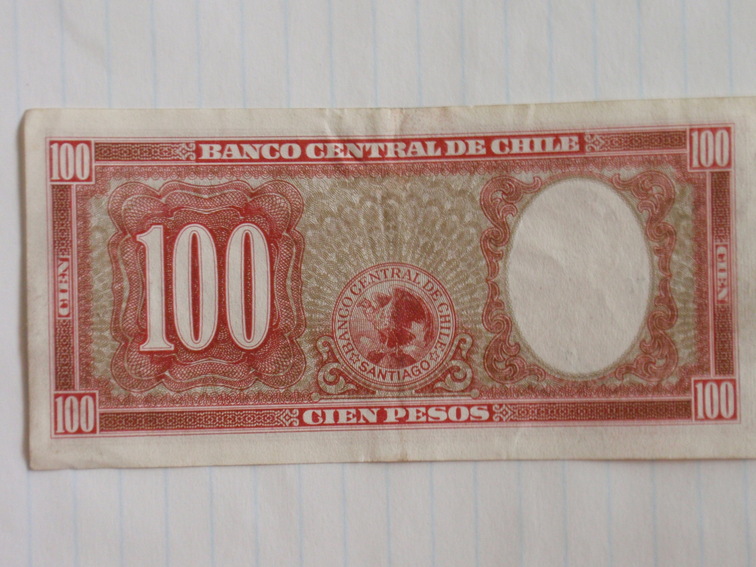 100 BANCO CENTRAL DE CHILE 100
CIEN
100
BANCO CENTRAL DE CHILE
SANTIAGO
CIEN
100 CIEN PESOS 100